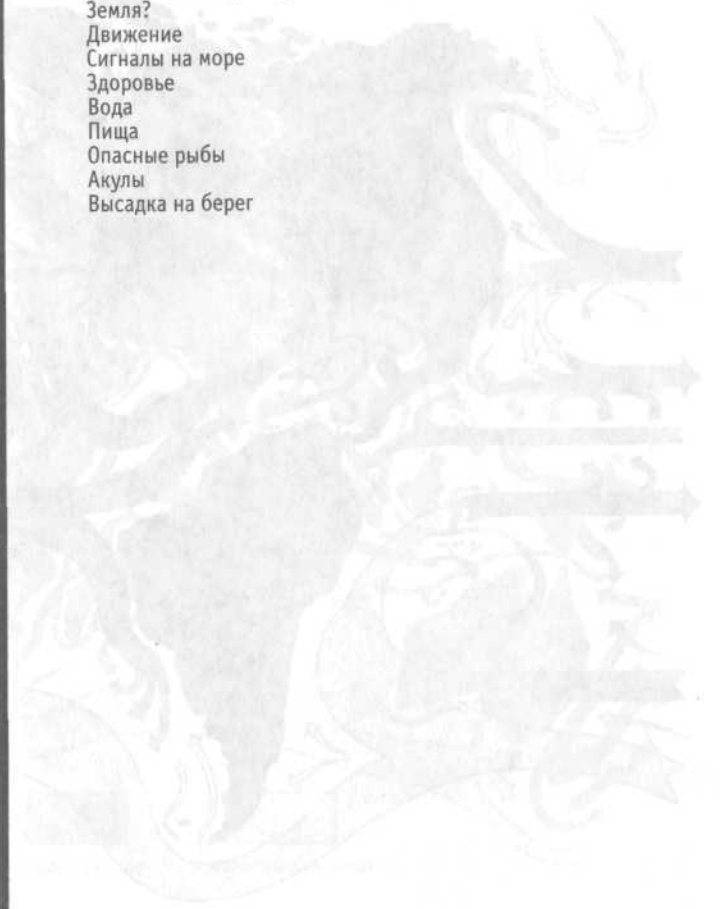 Земля?
Движение
Сигналы на море
Здоровье
Вода
Пища
Опасные рыбы
Акулы
Высадка на берег